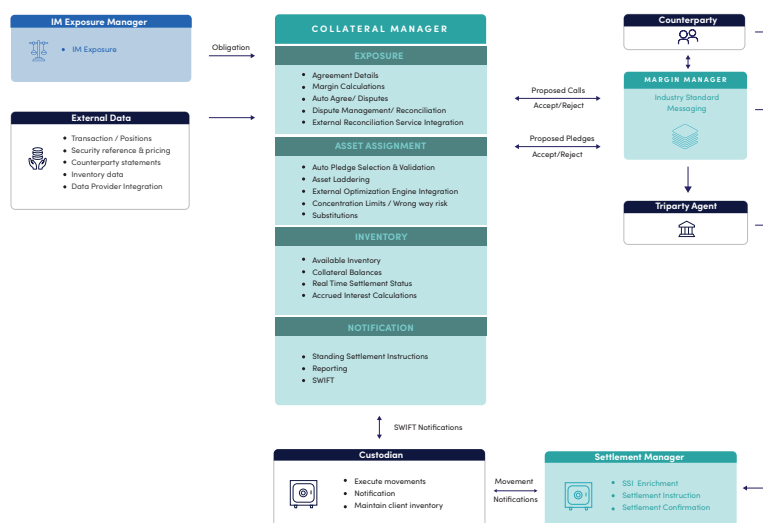 IM Exposure Manager
IM Exposure
Obligation
External Data
Transaction / Positions
Security reference & pricing
Counterparty statements
Inventory data
Data Provider Integration
COLLATERAL MANAGER
EXPOSURE
Agreement Details
Margin Calculations
Auto Agree/ Disputes
Dispute Management/ Reconciliation
External Reconciliation Service Integration
ASSET ASSIGNMENT
Auto Pledge Selection & Validation
Asset Laddering
External Optimization Engine Integration
Concentration Limits / Wrong way risk
Substitutions
INVENTORY
Available Inventory
Collateral Balances
Real Time Settlement Status
Accrued Interest Calculations
NOTIFICATION
Standing Settlement Instructions
Reporting
SWIFT
Proposed Calls
Accept/Reject
Proposed Pledges
Accept/Reject
Counterparty
MARGIN MANAGER
Industry Standard
Messaging
Triparty Agent
SWIFT Notifications
Custodian
Execute movements
Notification
Maintain client inventory
Movement
Notifications
Settlement Manager
SSI Enrichment
Settlement Instruction
Settlement Confirmation